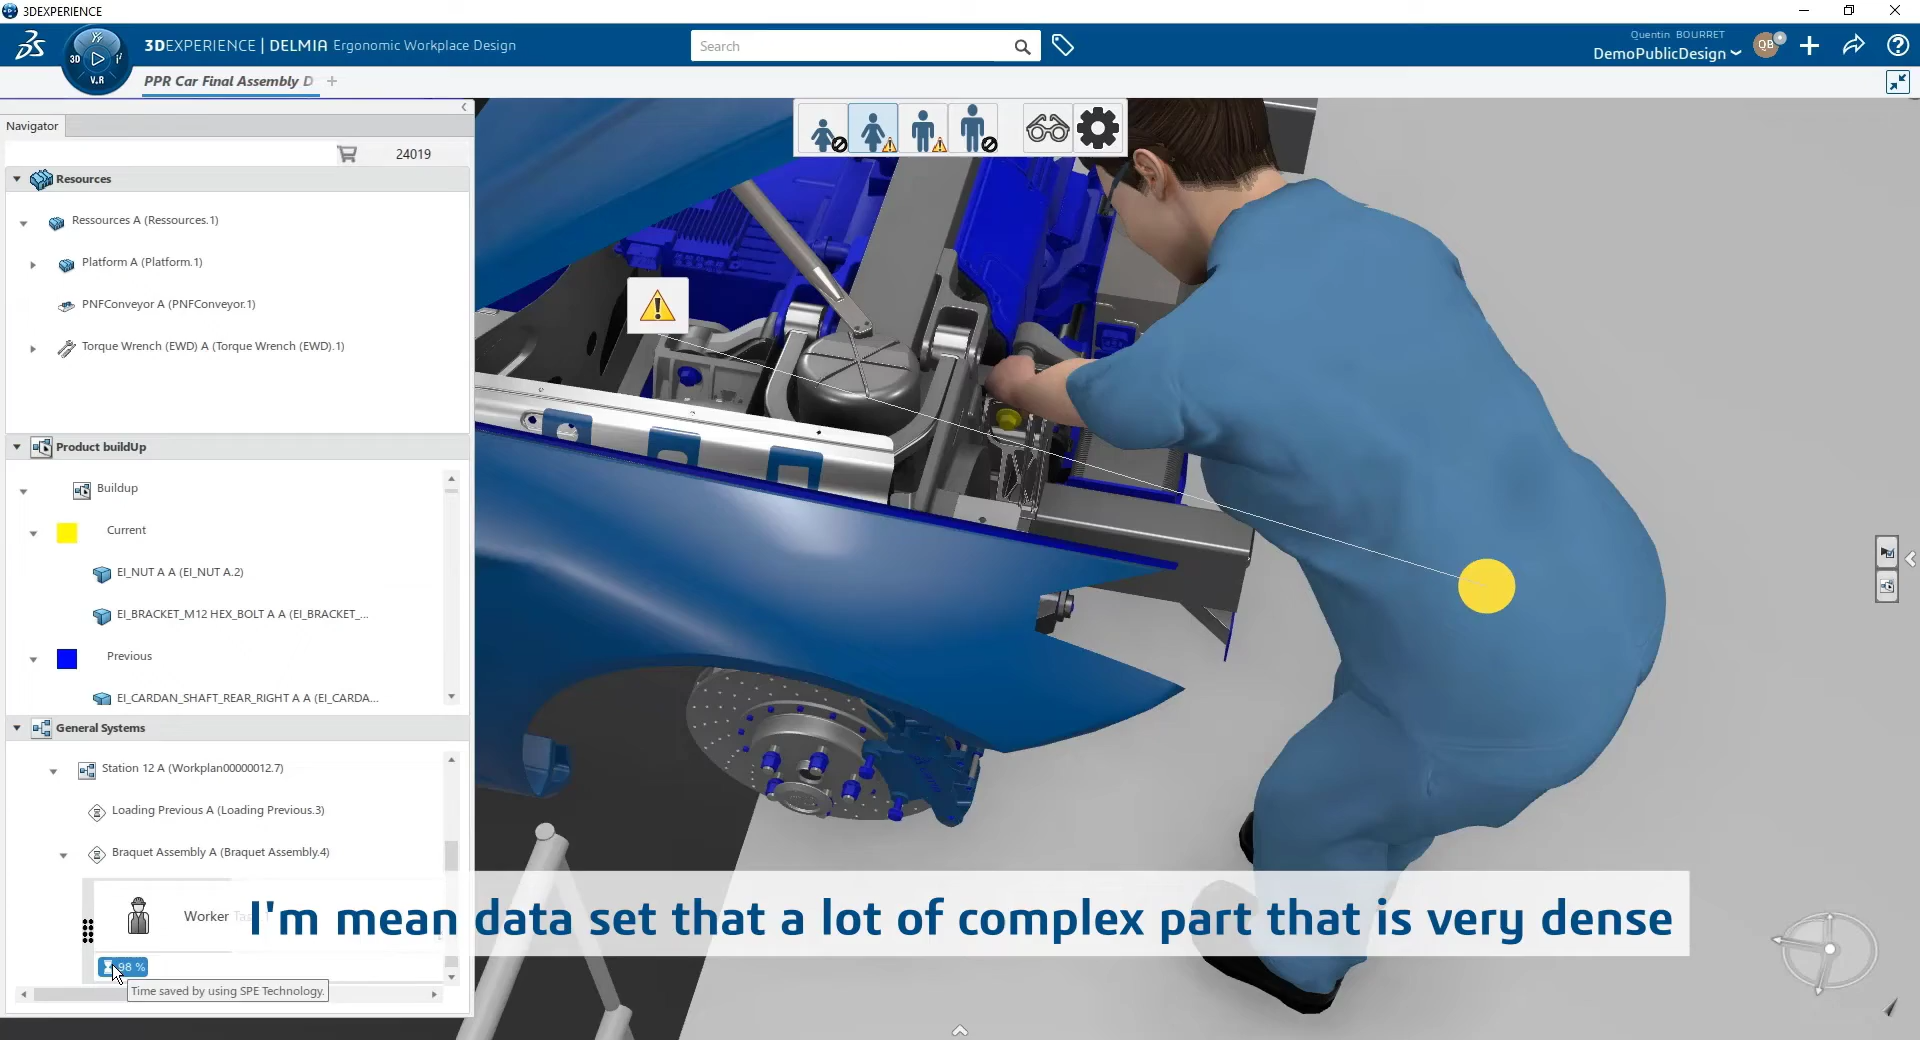 3DEXPERIENCE
3DEXPERIENCE | DELMIA Ergonomic Workplace Design
Search
Quentin BOURRET
DemoPublicDesign
QB
3D
V.R
PPR Car Final Assembly D
Navigator
24019
Resources
Ressources A (Ressources.1)
Platform A (Platform.1)
PNFConveyor A (PNFConveyor.1)
Torque Wrench (EWD) A (Torque Wrench (EWD).1)
Product buildUp
Buildup
Current
EI_NUT A A (EI_NUT A.2)
EI_BRACKET_M12 HEX_BOLT A A (EI_BRACKET_...
Previous
EI_CARDAN_SHAFT_REAR_RIGHT A A (EI_CARDA...
General Systems
Station 12 A (Workplan00000012.7)
Loading Previous A (Loading Previous.3)
Braquet Assembly A (Braquet Assembly.4)
Worker
I'm mean data set that a lot of complex part that is very dense
98 %
Time saved by using SPE Technology.